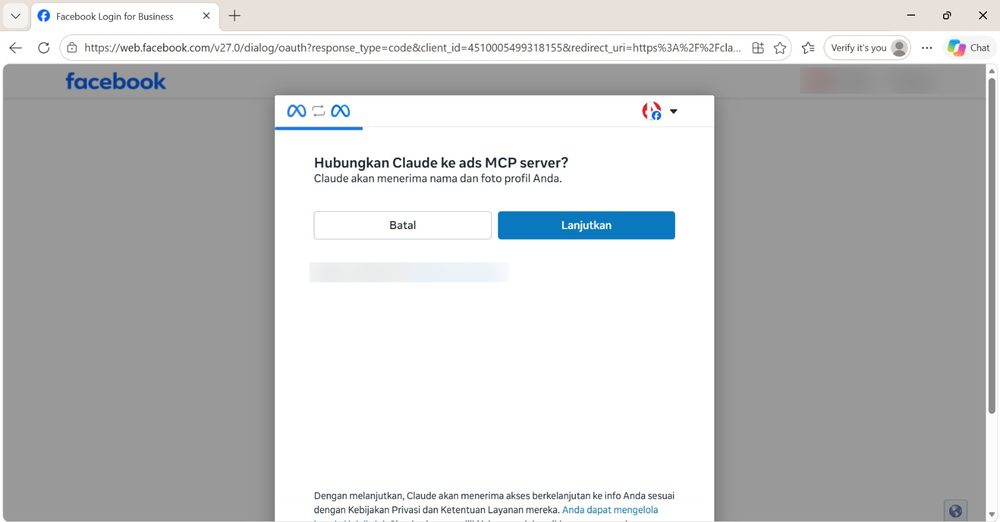 Facebook Login for Business
https://web.facebook.com/v27.0/dialog/oauth?response_type=code&client_id=4510005499318155&redirect_uri=https%3A%2F%2Fcla...
Verify it's you
Chat
facebook
Hubungkan Claude ke ads MCP server?
Claude akan menerima nama dan foto profil Anda.
Batal
Lanjutkan
Dengan melanjutkan, Claude akan menerima akses berkelanjutan ke info Anda sesuai
dengan Kebijakan Privasi dan Ketentuan Layanan mereka. Anda dapat mengelola